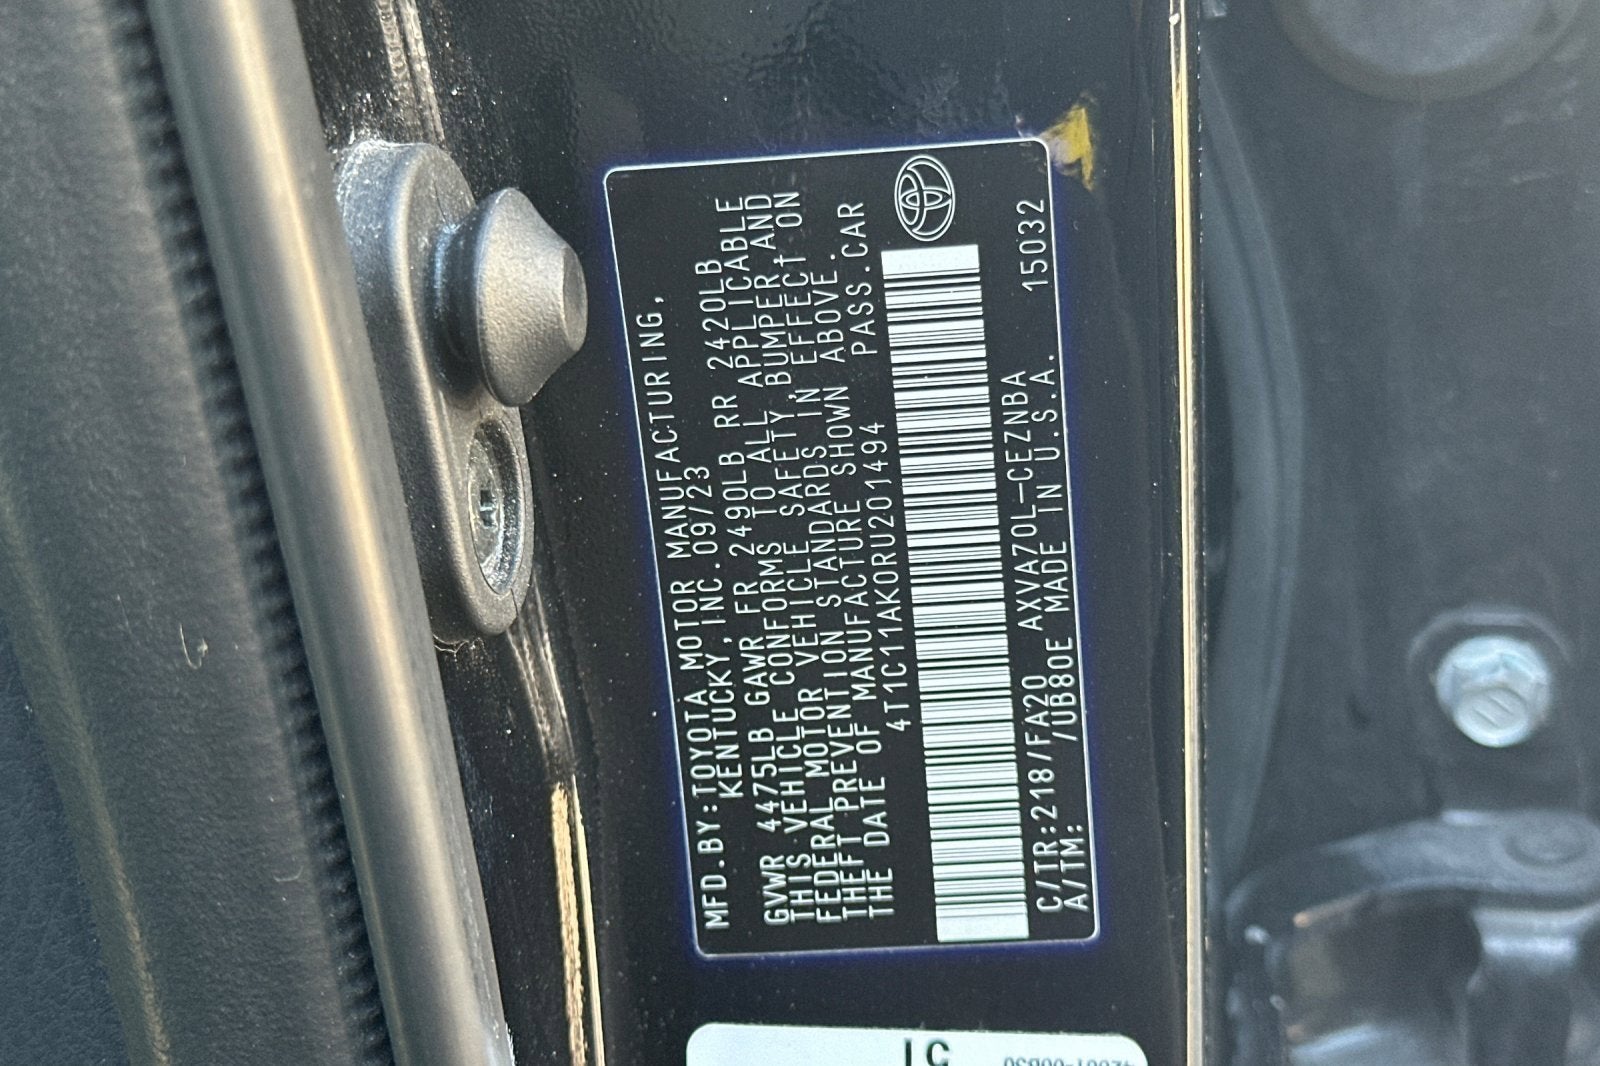 MFD.BY:TOYOTA MOTOR MANUFACTURING,
KENTUCKY,INC.09/23
GVWR 4475LB GAWR FR 2490LB RR 2420LB
THIS VEHICLE CONFORMS TO ALL APPLICABLE
FEDERAL MOTOR VEHICLE SAFETY,BUMPER,AND
THEFT PREVENTION STANDARDS IN EFFECT ON
THE DATE OF MANUFACTURE SHOWN ABOVE.
4T1C11AK0RU201494 PASS.CAR
C/TR:218/FA20 AXVA70L-CEZNBA 15032
A/TM: /UB80E MADE IN U.S.A.